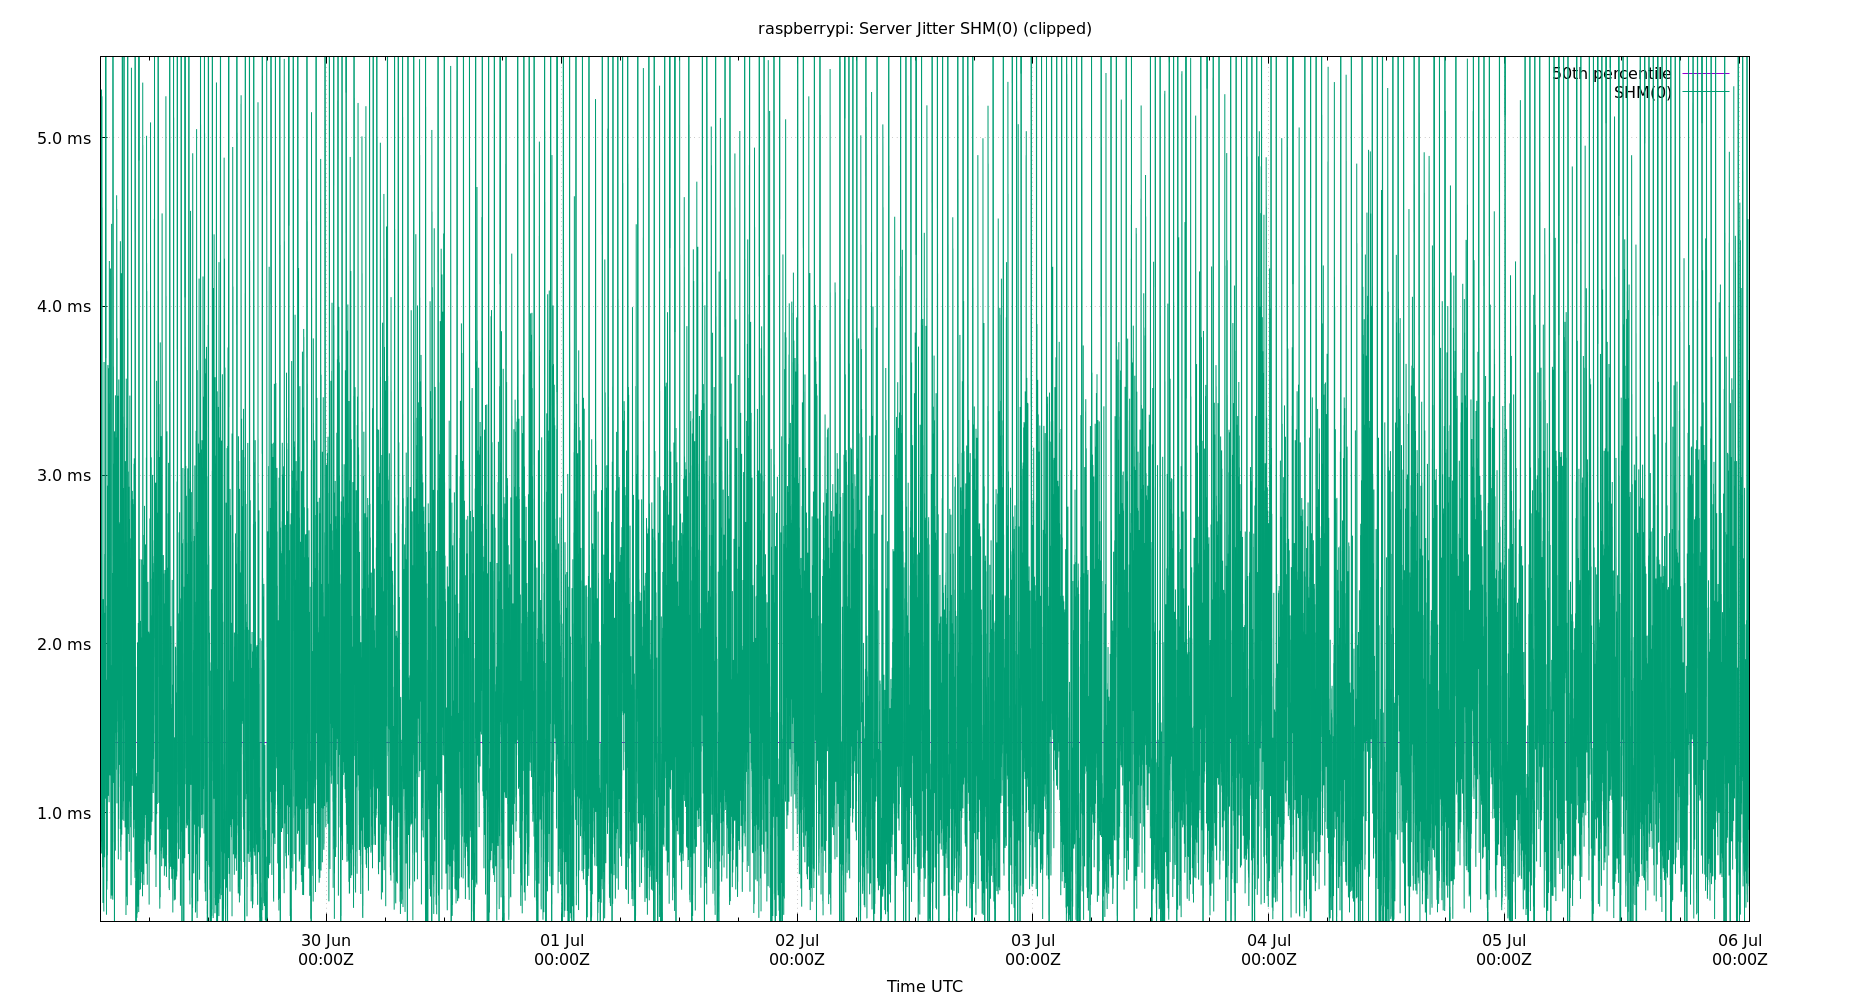 raspberrypi: Server Jitter SHM(0) (clipped)
50th percentile
SHM(0)
5.0 ms
4.0 ms
3.0 ms
2.0 ms
1.0 ms
30 Jun 01 Jul 02 Jul 03 Jul 04 Jul 05 Jul 06 Jul
00:00Z 00:00Z 00:00Z 00:00Z 00:00Z 00:00Z 00:00Z
Time UTC